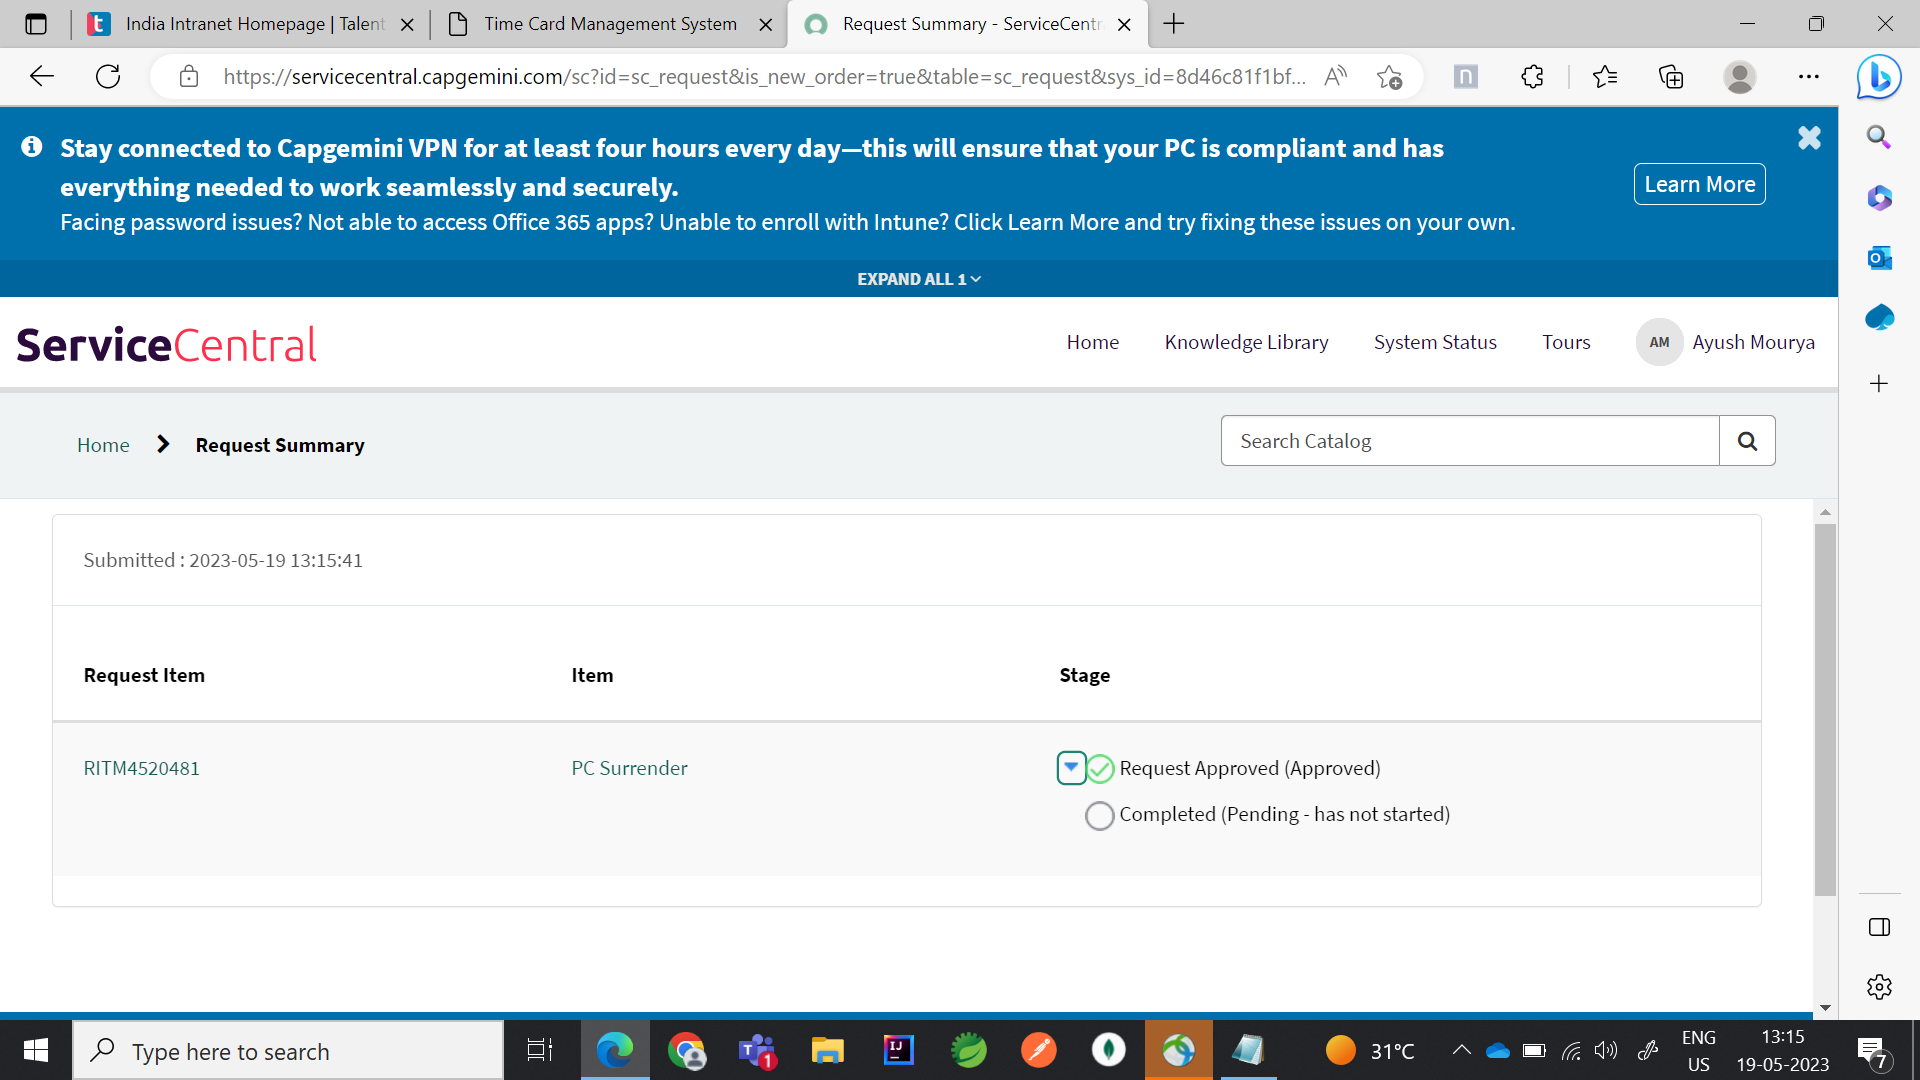 India Intranet Homepage | Talent
Time Card Management System
Request Summary - ServiceCentr
https://servicecentral.capgemini.com/sc?id=sc_request&is_new_order=true&table=sc_request&sys_id=8d46c81f1bf...
Stay connected to Capgemini VPN for at least four hours every day—this will ensure that your PC is compliant and has
everything needed to work seamlessly and securely.
Learn More
Facing password issues? Not able to access Office 365 apps? Unable to enroll with Intune? Click Learn More and try fixing these issues on your own.
EXPAND ALL 1
ServiceCentral
Home
Knowledge Library
System Status
Tours
AM
Ayush Mourya
Home
Request Summary
Search Catalog
Submitted : 2023-05-19 13:15:41
Request Item
Item
Stage
RITM4520481
PC Surrender
Request Approved (Approved)
Completed (Pending - has not started)
Type here to search
1
31°C
ENG
US
13:15
19-05-2023
7